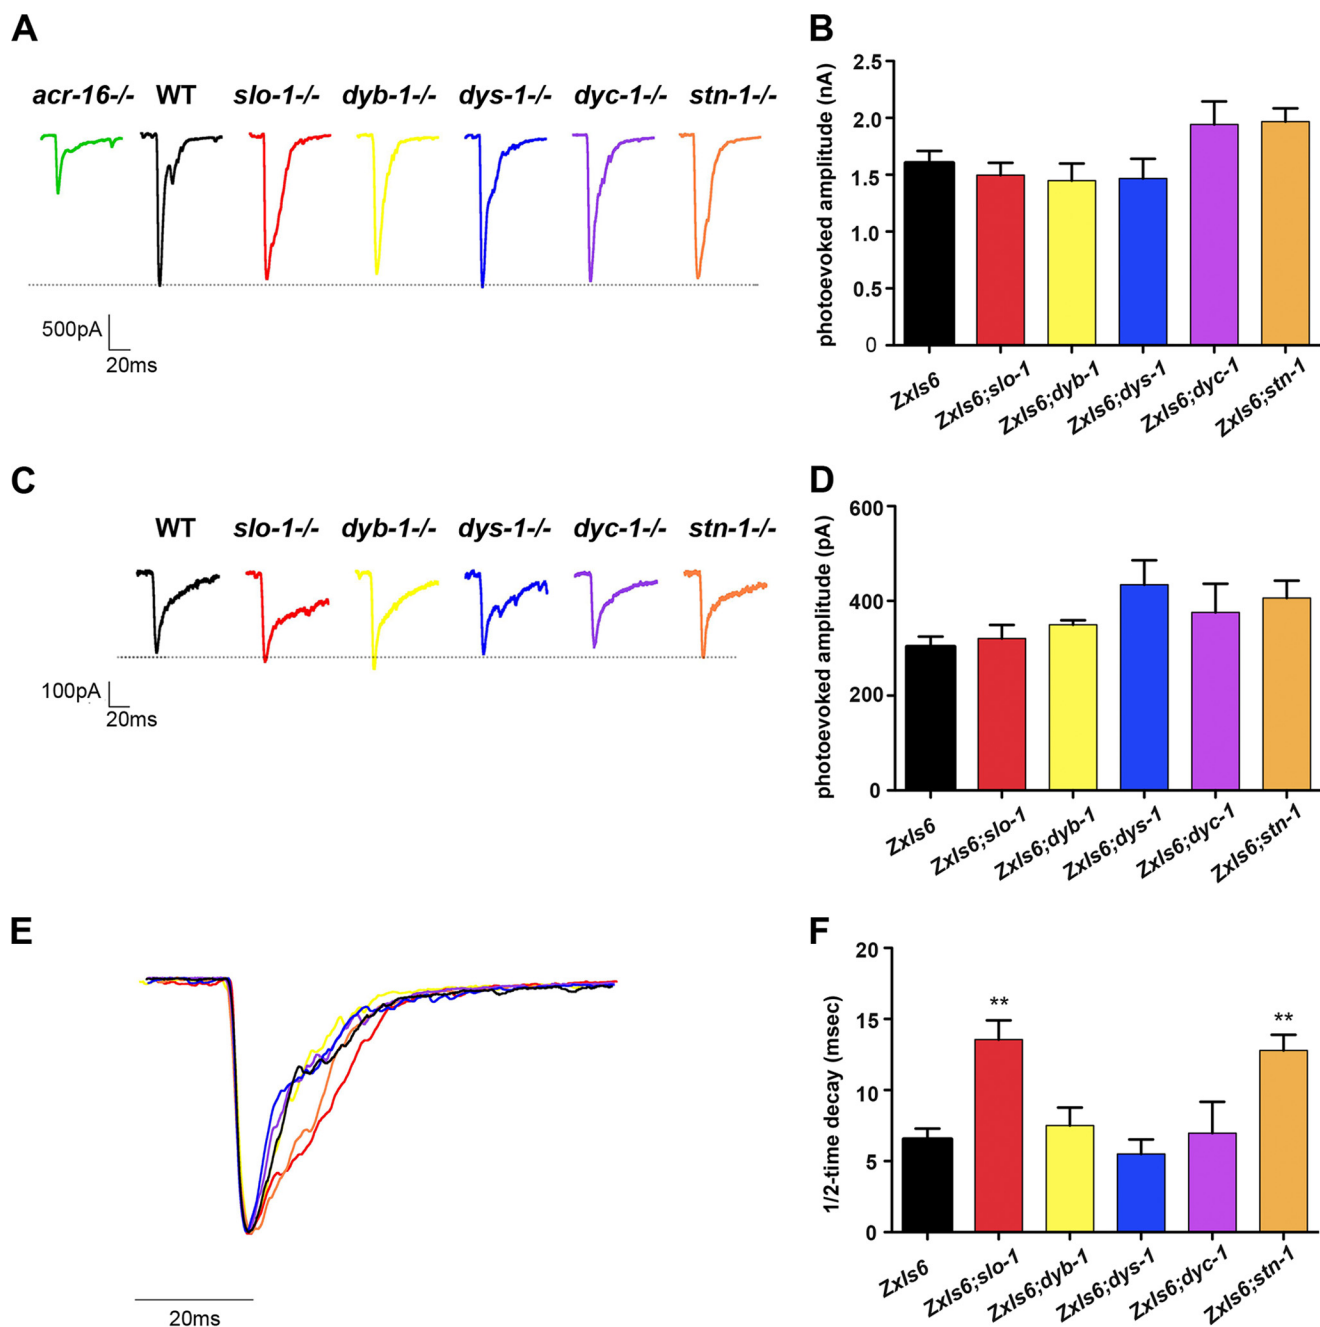 A
acr-16-/- WT slo-1-/- dyb-1-/- dys-1-/- dyc-1-/- stn-1-/-
500pA
20ms
B
photoevoked amplitude (nA)
2.5
2.0
1.5
1.0
0.5
0
ZxIs6
ZxIs6;slo-1
ZxIs6;dyb-1
ZxIs6;dys-1
ZxIs6;dyc-1
ZxIs6;stn-1
C
WT slo-1-/- dyb-1-/- dys-1-/- dyc-1-/- stn-1-/-
100pA
20ms
D
photoevoked amplitude (pA)
600
400
200
0
ZxIs6
ZxIs6;slo-1
ZxIs6;dyb-1
ZxIs6;dys-1
ZxIs6;dyc-1
ZxIs6;stn-1
E
20ms
F
1/2-time decay (msec)
20
15
10
5
0
**
**
ZxIs6
ZxIs6;slo-1
ZxIs6;dyb-1
ZxIs6;dys-1
ZxIs6;dyc-1
ZxIs6;stn-1